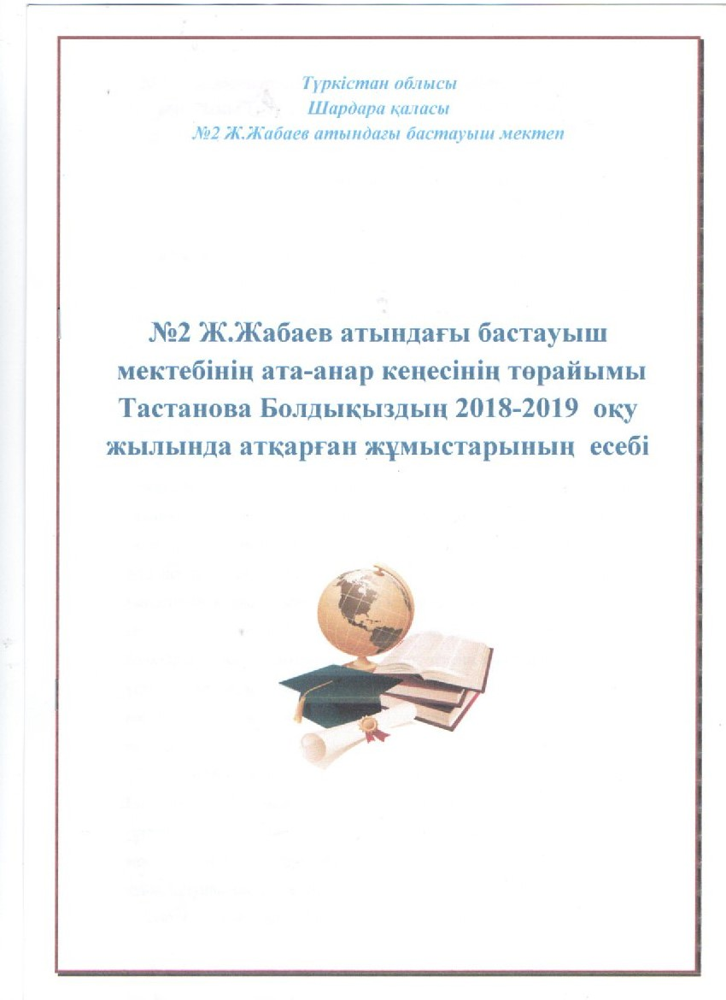 Түркістан облысы
Шардара қаласы
№2 Ж.Жабаев атындағы бастауыш мектеп
№2 Ж.Жабаев атындағы бастауыш
мектебінің ата-анар кеңесінің төрайымы
Тастанова Болдықыздың 2018-2019 оқу
жылында атқарған жұмыстарының есебі